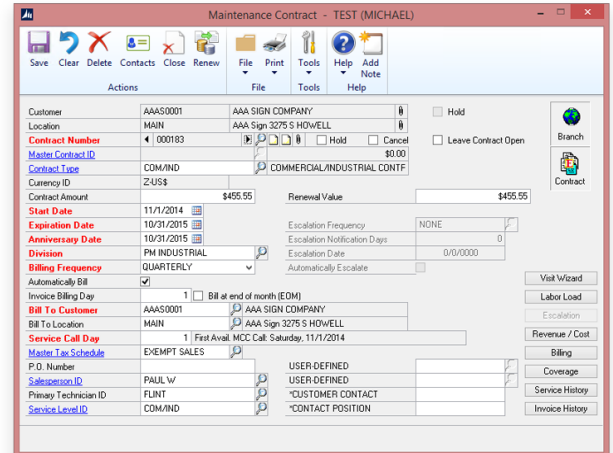 Maintenance Contract - TEST (MICHAEL)
Save Clear Delete Contacts Close Renew File Print Tools Help Add Note
Actions File Tools Help
Customer AAAS0001 AAA SIGN COMPANY Hold
Location MAIN AAA Sign 3275 S HOWELL
Contract Number 000183 Hold Cancel Leave Contract Open Branch
Master Contract ID $0.00
Contract Type COM/IND COMMERCIAL/INDUSTRIAL CONTF Contract
Currency ID Z-US$
Contract Amount $455.55 Renewal Value $455.55
Start Date 11/1/2014
Expiration Date 10/31/2015 Escalation Frequency NONE
Anniversary Date 10/31/2015 Escalation Notification Days 0
Division PM INDUSTRIAL Escalation Date 0/0/0000
Billing Frequency QUARTERLY Automatically Escalate
Automatically Bill Visit Wizard
Invoice Billing Day 1 Bill at end of month (EOM) Labor Load
Bill To Customer AAAS0001 AAA SIGN COMPANY Escalation
Bill To Location MAIN AAA Sign 3275 S HOWELL
Service Call Day 1 First Avail. MCC Call: Saturday, 11/1/2014 Revenue / Cost
Master Tax Schedule EXEMPT SALES Billing
P.O. Number USER-DEFINED Coverage
Salesperson ID PAUL W USER-DEFINED
Primary Technician ID FLINT *CUSTOMER CONTACT Service History
Service Level ID COM/IND *CONTACT POSITION Invoice History